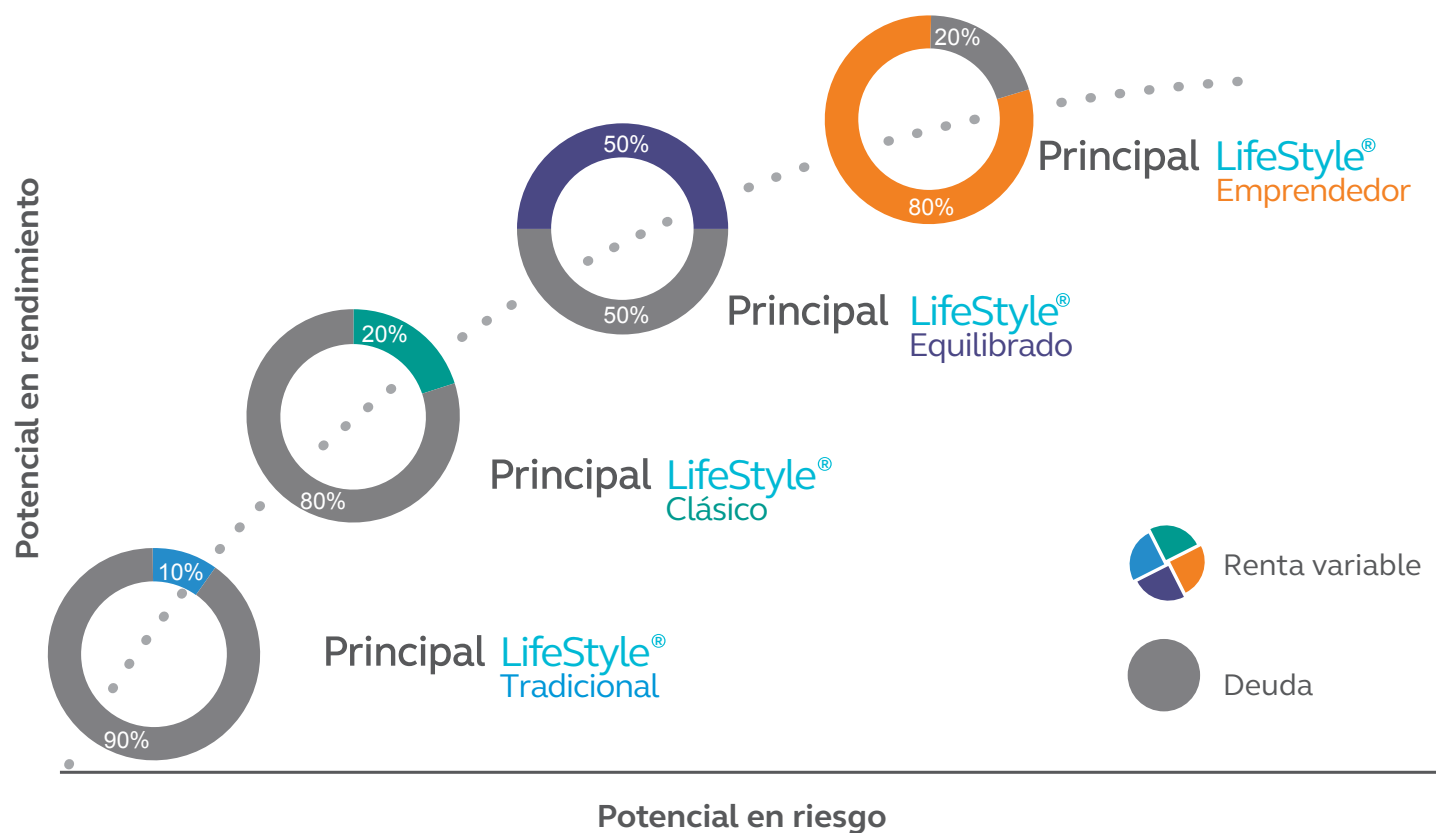 20%
Principal LifeStyle®
Emprendedor
80%
50%
50%
Principal LifeStyle®
Equilibrado
20%
80%
Principal LifeStyle®
Clásico
10%
90%
Principal LifeStyle®
Tradicional
Renta variable
Deuda
Potencial en rendimiento
Potencial en riesgo